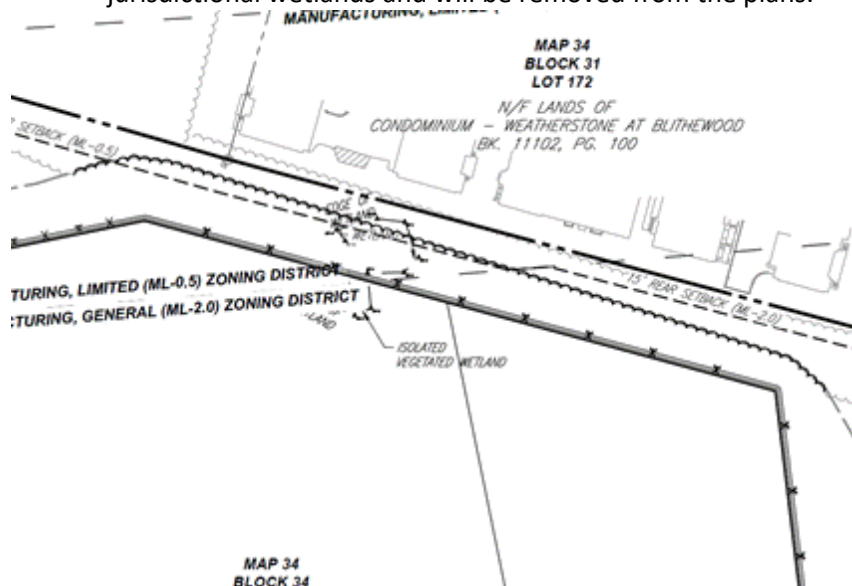 jurisdictional wetlands and will be removed from the plans.
MANUFACTURING, LIMITED (
MAP 34
BLOCK 31
LOT 172
N/F LANDS OF
CONDOMINIUM – WEATHERSTONE AT BLITHEWOOD
BK. 11102, PG. 100
SETBACK (ML-0.5)
EDGE OF
TURING, LIMITED (ML-0.5) ZONING DISTRICT
CTURING, GENERAL (ML-2.0) ZONING DISTRICT
15' REAR SETBACK (ML-2.0)
ISOLATED
VEGETATED WETLAND
MAP 34
BLOCK 34